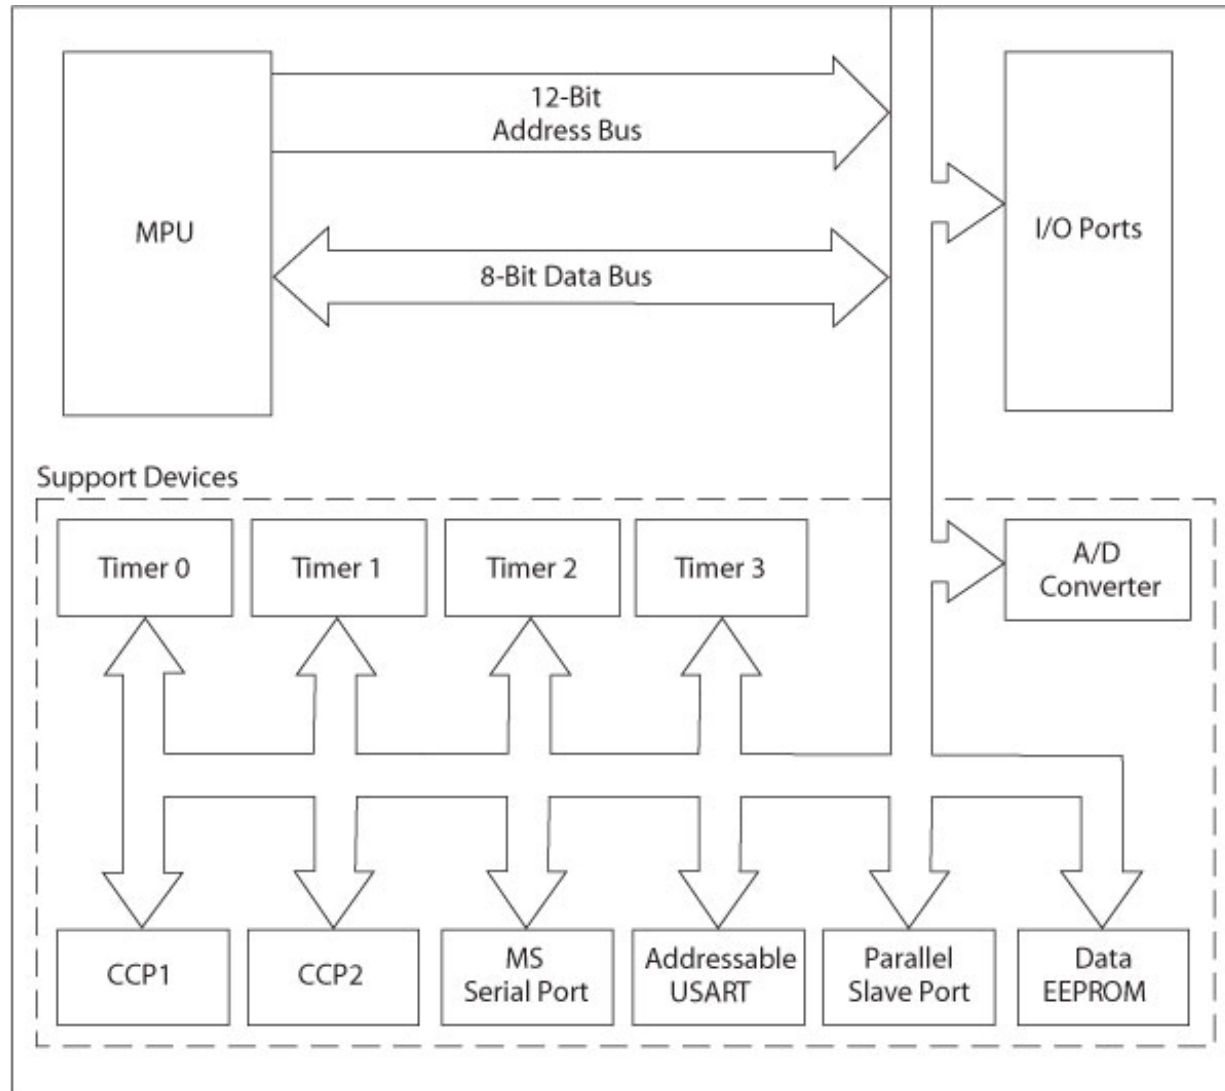 12-Bit
Address Bus
MPU
I/O Ports
8-Bit Data Bus
Support Devices
Timer 0
Timer 1
Timer 2
Timer 3
A/D
Converter
CCP1
CCP2
MS
Serial Port
Addressable
USART
Parallel
Slave Port
Data
EEPROM